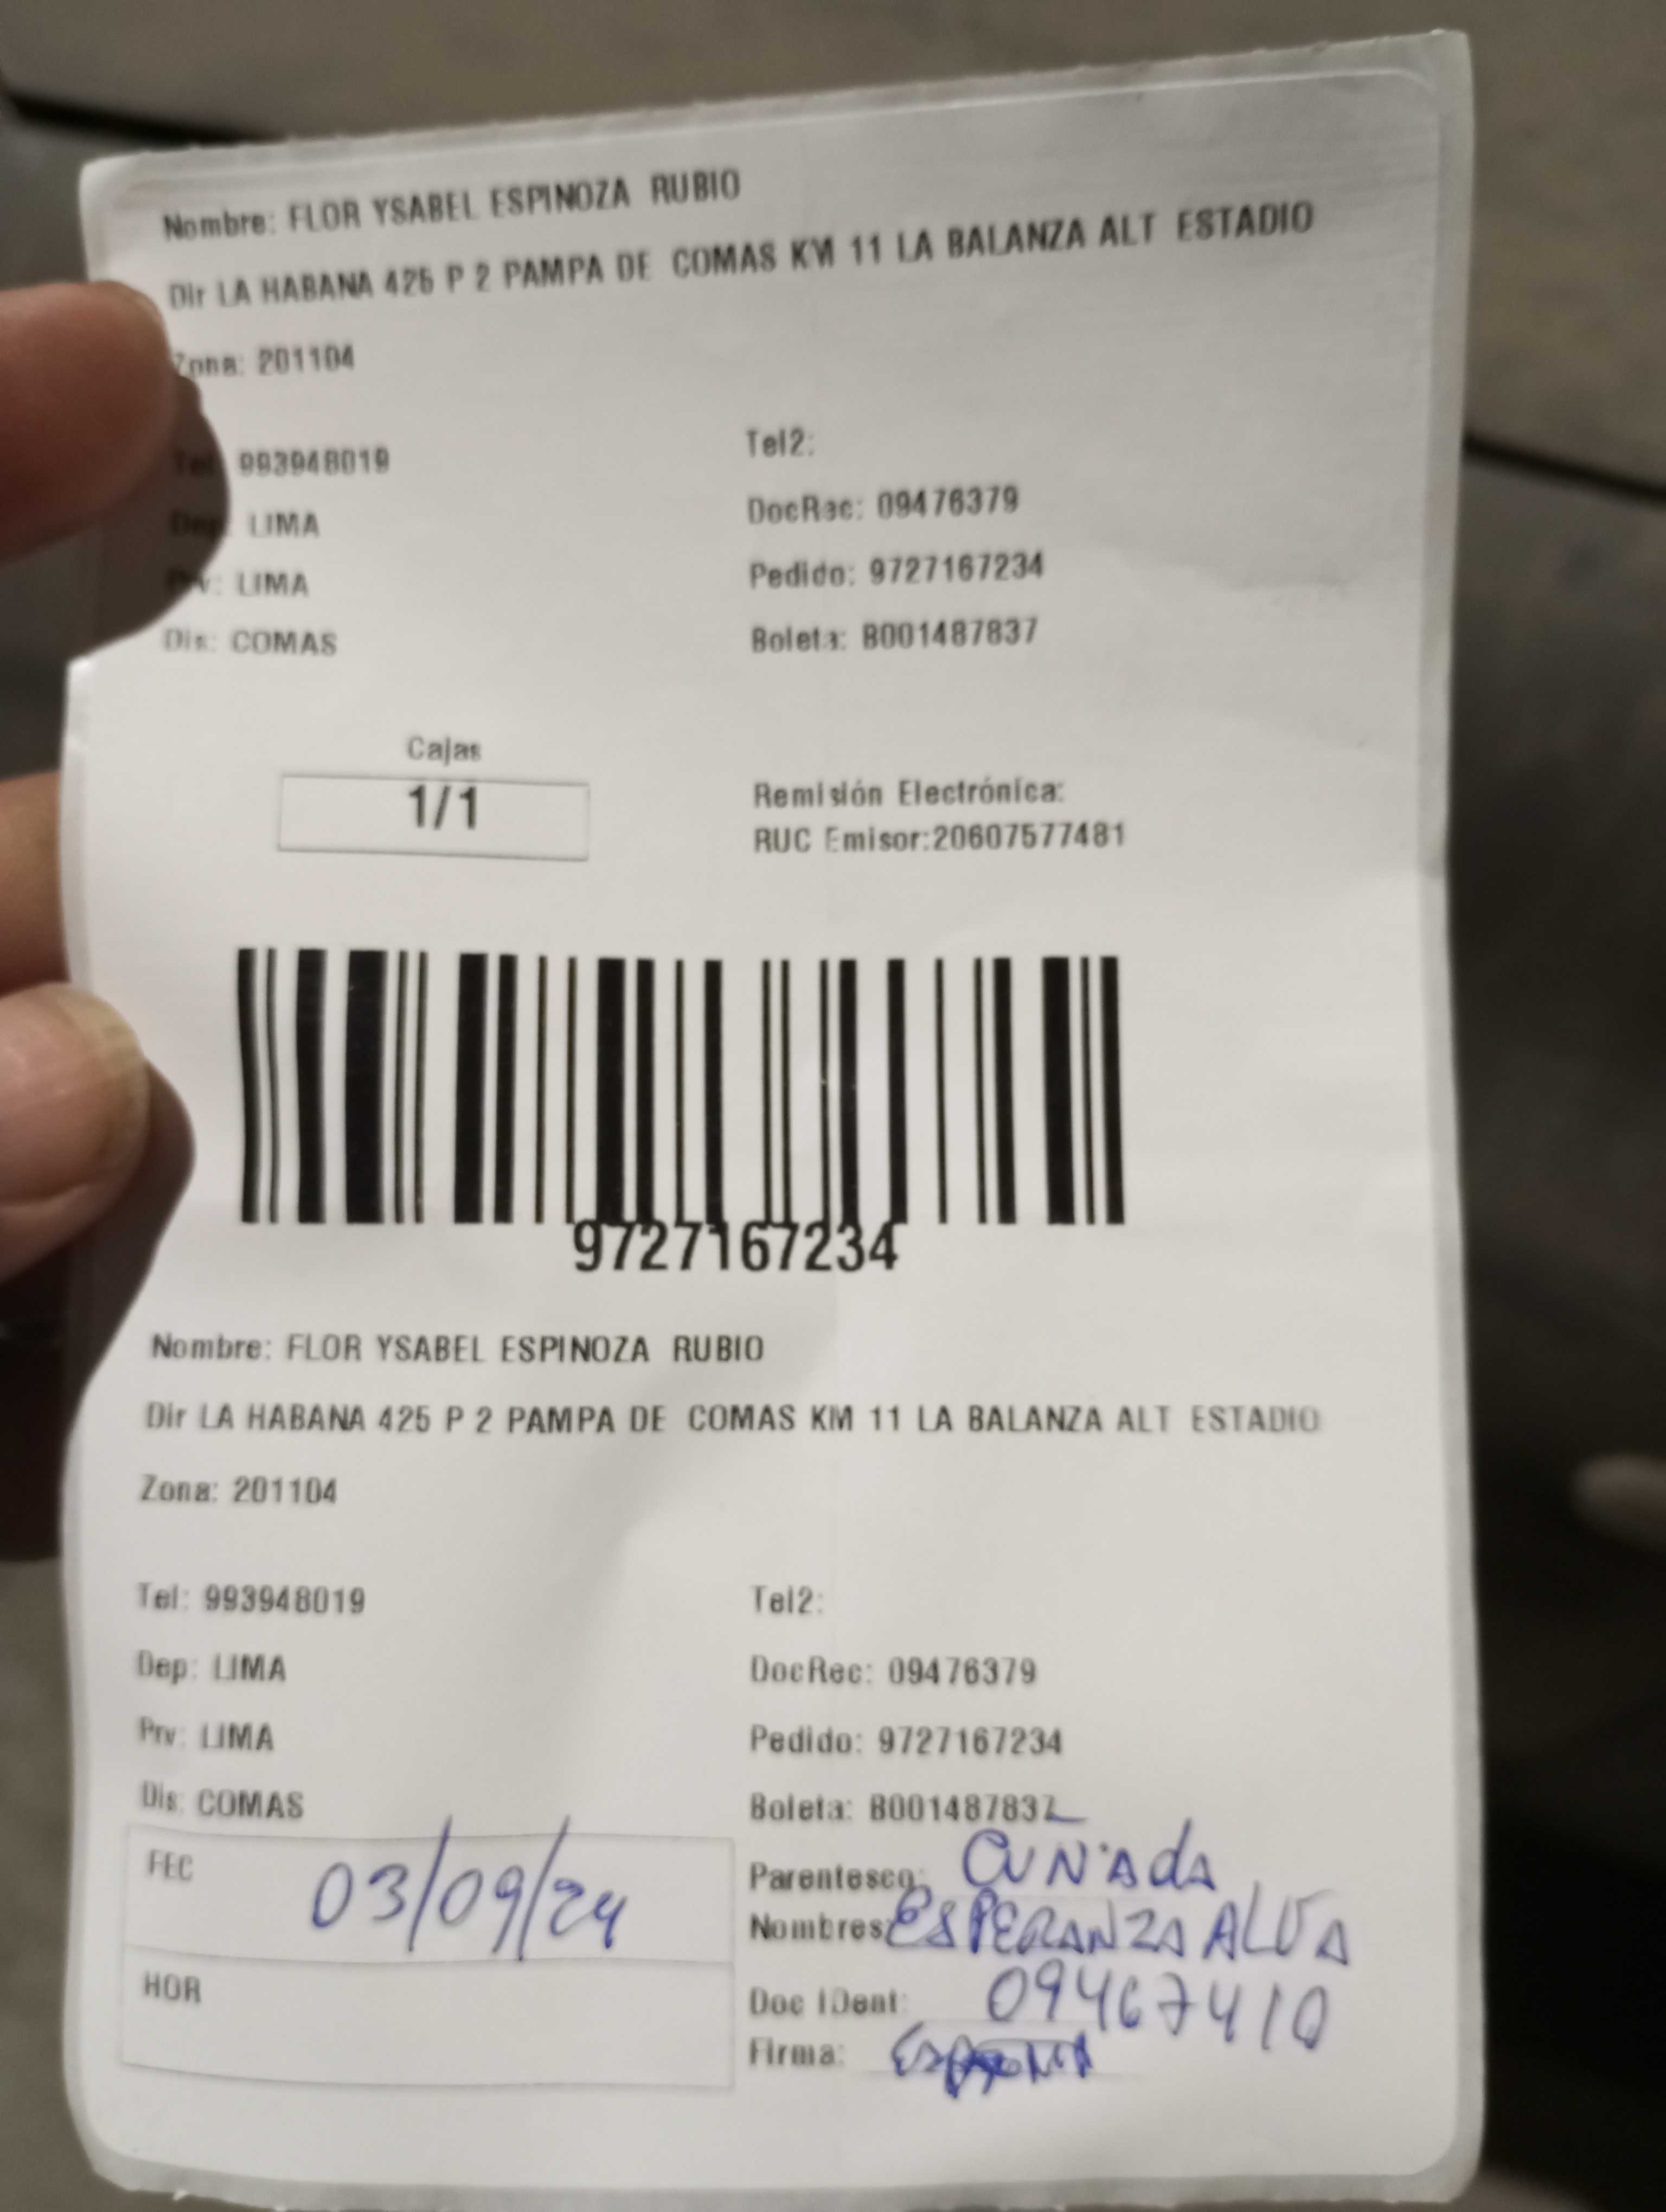 Nombre: FLOR YSABEL ESPINOZA RUBIO
Dir LA HABANA 425 P 2 PAMPA DE COMAS KM 11 LA BALANZA ALT ESTADIO
Zona: 201104
Tel: 993948019 Tel2:
Dep: LIMA DocRec: 09476379
Prv: LIMA Pedido: 9727167234
Dis: COMAS Boleta: B001487837
Cajas
1/1
Remisión Electrónica:
RUC Emisor:20607577481
9727167234
Nombre: FLOR YSABEL ESPINOZA RUBIO
Dir LA HABANA 425 P 2 PAMPA DE COMAS KM 11 LA BALANZA ALT ESTADIO
Zona: 201104
Tel: 993948019 Tel2:
Dep: LIMA DocRec: 09476379
Prv: LIMA Pedido: 9727167234
Dis: COMAS Boleta: B001487837
FEC 03/09/24
HOR
Parentesco: CUÑAdA
Nombres: ESPERANZA ALVA
Doc IDent: 09467410
Firma: